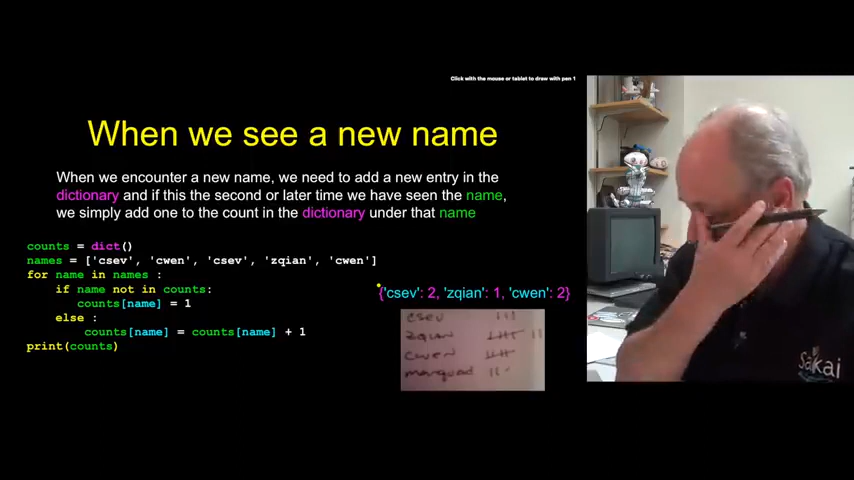 Click with the mouse or tablet to draw with pen 1
When we see a new name
When we encounter a new name, we need to add a new entry in the
dictionary and if this the second or later time we have seen the name,
we simply add one to the count in the dictionary under that name
counts = dict()
names = ['csev', 'cwen', 'csev', 'zqian', 'cwen']
for name in names :
    if name not in counts:
        counts[name] = 1
    else :
        counts[name] = counts[name] + 1
print(counts)
{'csev': 2, 'zqian': 1, 'cwen': 2}
csev
zqian
cwen
marquard
Sakai